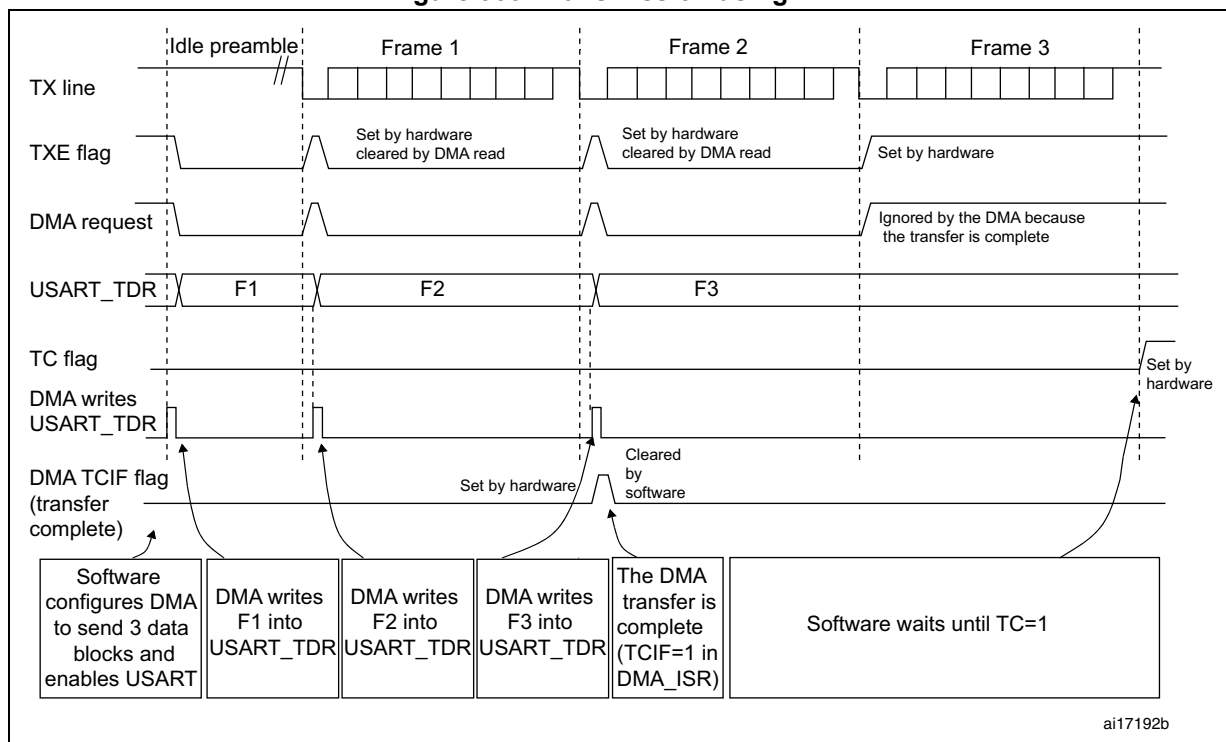 Idle preamble Frame 1 Frame 2 Frame 3
TX line
TXE flag
Set by hardware
cleared by DMA read
Set by hardware
cleared by DMA read
Set by hardware
DMA request
Ignored by the DMA because
the transfer is complete
USART_TDR F1 F2 F3
TC flag
Set by
hardware
DMA writes
USART_TDR
DMA TCIF flag
(transfer
complete)
Set by hardware
Cleared
by
software
Software
configures DMA
to send 3 data
blocks and
enables USART
DMA writes
F1 into
USART_TDR
DMA writes
F2 into
USART_TDR
DMA writes
F3 into
USART_TDR
The DMA
transfer is
complete
(TCIF=1 in
DMA_ISR)
Software waits until TC=1
ai17192b